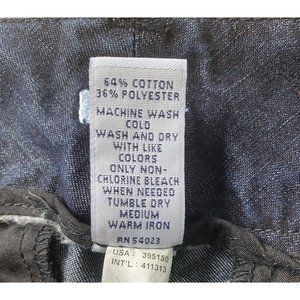 64% COTTON
36% POLYESTER
MACHINE WASH
COLD
WASH AND DRY
WITH LIKE
COLORS
ONLY NON-
CHLORINE BLEACH
WHEN NEEDED
TUMBLE DRY
MEDIUM
WARM IRON
RN 54023
USA : 395150
INT'L : 411313